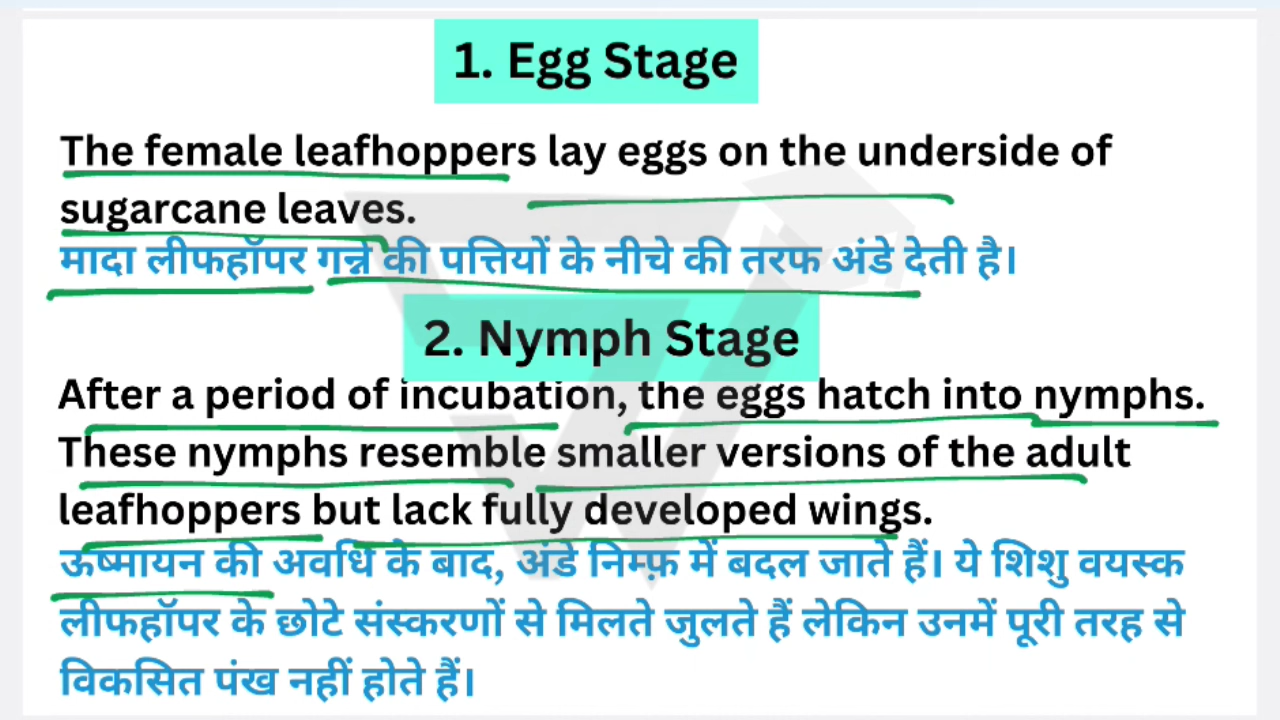 1. Egg Stage
The female leafhoppers lay eggs on the underside of
sugarcane leaves.
मादा लीफहॉपर गन्ने की पत्तियों के नीचे की तरफ अंडे देती है।
2. Nymph Stage
After a period of incubation, the eggs hatch into nymphs.
These nymphs resemble smaller versions of the adult
leafhoppers but lack fully developed wings.
ऊष्मायन की अवधि के बाद, अंडे निम्फ़ में बदल जाते हैं। ये शिशु वयस्क
लीफहॉपर के छोटे संस्करणों से मिलते जुलते हैं लेकिन उनमें पूरी तरह से
विकसित पंख नहीं होते हैं।